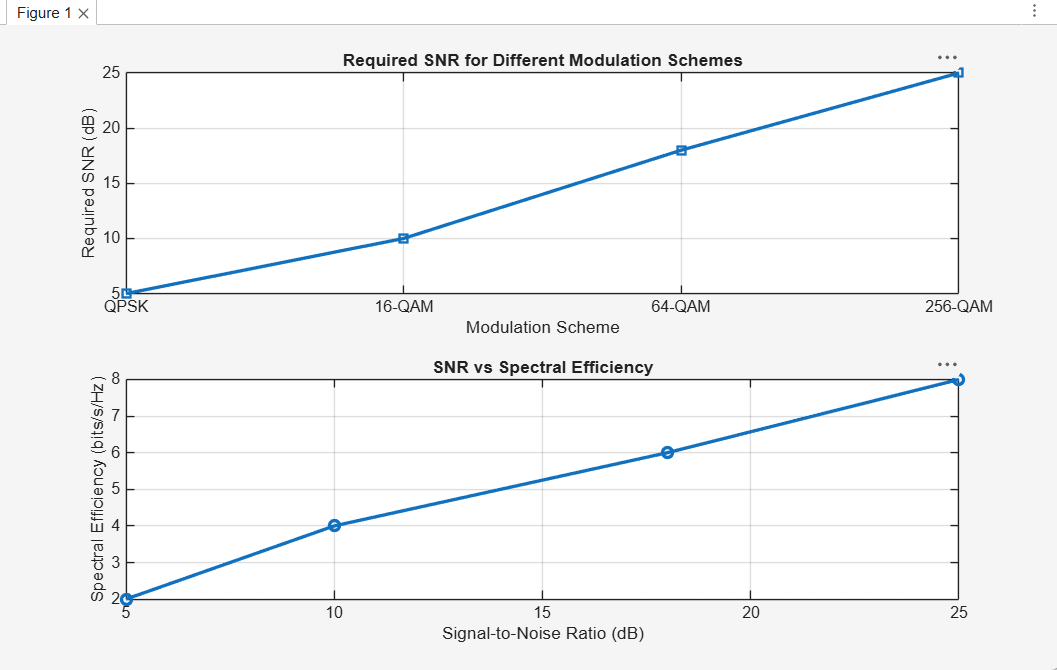 Figure 1
Required SNR for Different Modulation Schemes
Required SNR (dB)
25
20
15
10
5
QPSK 16-QAM 64-QAM 256-QAM
Modulation Scheme
SNR vs Spectral Efficiency
Spectral Efficiency (bits/s/Hz)
8
7
6
5
4
3
2
5 10 15 20 25
Signal-to-Noise Ratio (dB)